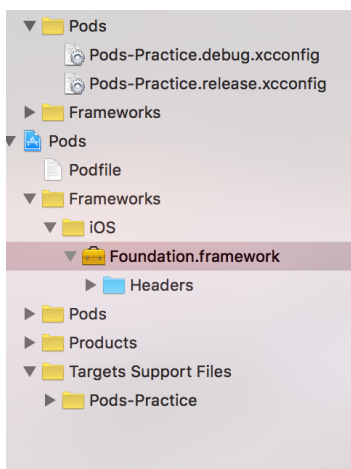 Pods
Pods-Practice.debug.xcconfig
Pods-Practice.release.xcconfig
Frameworks
Pods
Podfile
Frameworks
iOS
Foundation.framework
Headers
Pods
Products
Targets Support Files
Pods-Practice